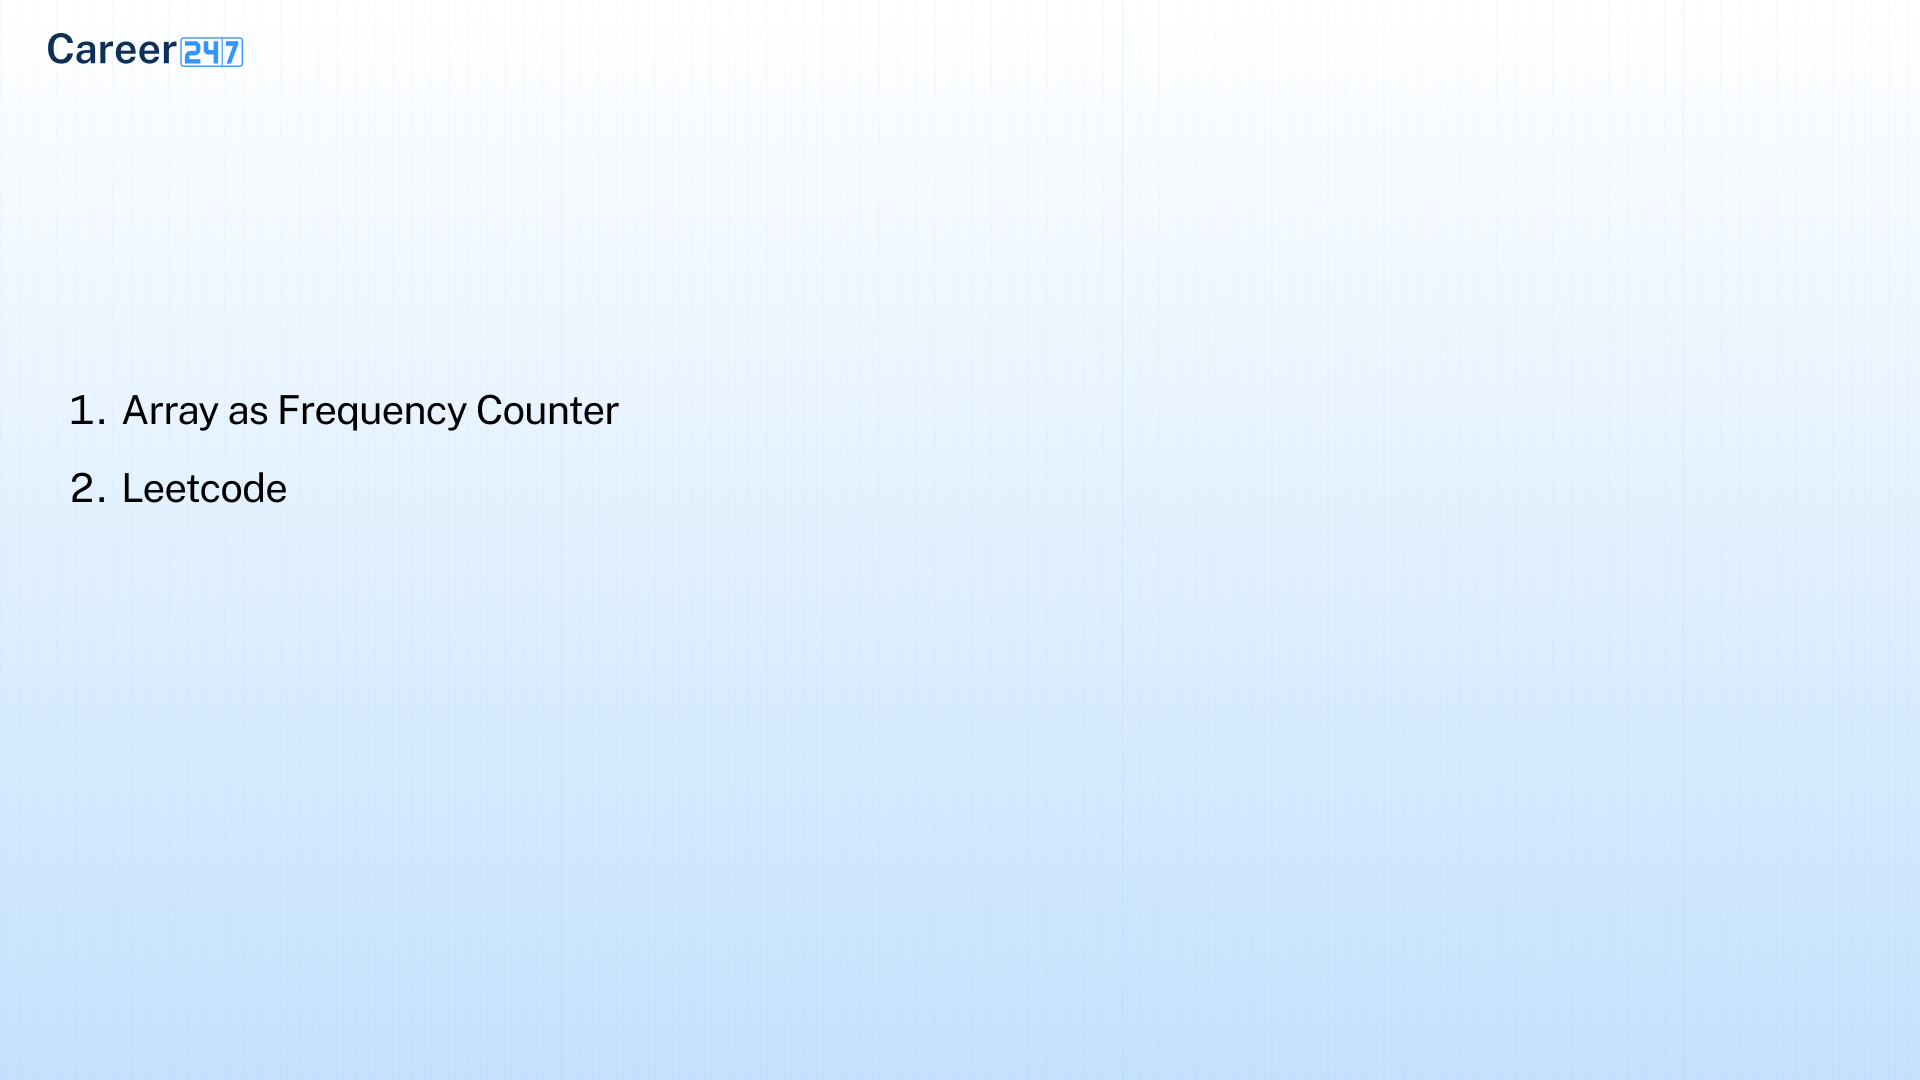 Career247
1. Array as Frequency Counter
2. Leetcode